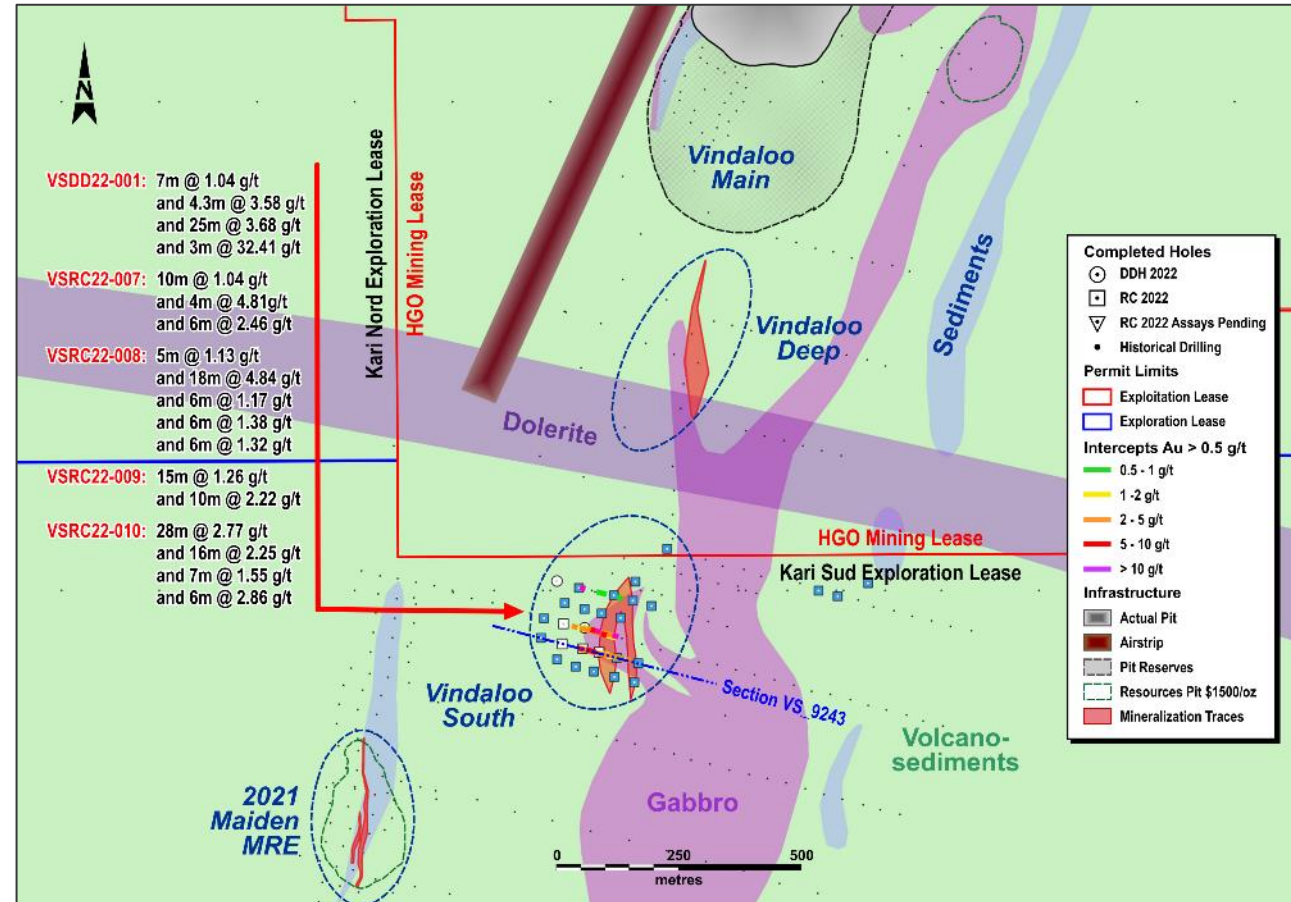 N
VSDD22-001: 7m @ 1.04 g/t
and 4.3m @ 3.58 g/t
and 25m @ 3.68 g/t
and 3m @ 32.41 g/t
VSRC22-007: 10m @ 1.04 g/t
and 4m @ 4.81g/t
and 6m @ 2.46 g/t
VSRC22-008: 5m @ 1.13 g/t
and 18m @ 4.84 g/t
and 6m @ 1.17 g/t
and 6m @ 1.38 g/t
and 6m @ 1.32 g/t
VSRC22-009: 15m @ 1.26 g/t
and 10m @ 2.22 g/t
VSRC22-010: 28m @ 2.77 g/t
and 16m @ 2.25 g/t
and 7m @ 1.55 g/t
and 6m @ 2.86 g/t
Kari Nord Exploration Lease
HGO Mining Lease
Vindaloo
Main
Vindaloo
Deep
Sediments
Dolerite
HGO Mining Lease
Kari Sud Exploration Lease
Vindaloo
South
Section VS_9243
Volcano-
sediments
Gabbro
2021
Maiden
MRE
0 250 500
metres
Completed Holes
DDH 2022
RC 2022
RC 2022 Assays Pending
Historical Drilling
Permit Limits
Exploitation Lease
Exploration Lease
Intercepts Au > 0.5 g/t
0.5 - 1 g/t
1 -2 g/t
2 - 5 g/t
5 - 10 g/t
> 10 g/t
Infrastructure
Actual Pit
Airstrip
Pit Reserves
Resources Pit $1500/oz
Mineralization Traces